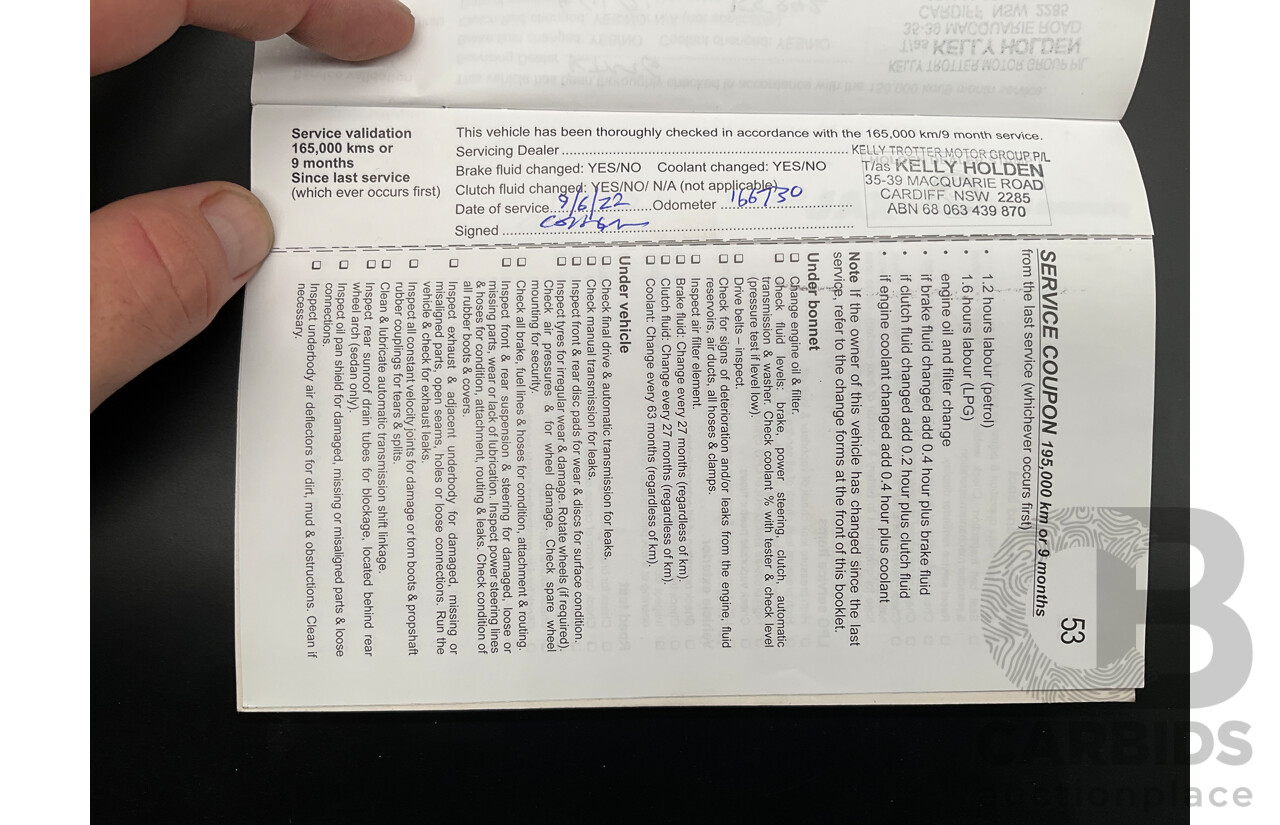 Service validation
165,000 kms or
9 months
Since last service
(which ever occurs first)
This vehicle has been thoroughly checked in accordance with the 165,000 km/9 month service.
Servicing Dealer
Brake fluid changed: YES/NO Coolant changed: YES/NO
Clutch fluid changed: YES/NO/ N/A (not applicable)
Date of service 9/6/22 Odometer 166730
Signed
KELLY TROTTER MOTOR GROUP P/L
T/as KELLY HOLDEN
35-39 MACQUARIE ROAD
CARDIFF NSW 2285
ABN 68 063 439 870
53
SERVICE COUPON 195,000 km or 9 months
from the last service (whichever occurs first)
• 1.2 hours labour (petrol)
• 1.6 hours labour (LPG)
• engine oil and filter change
• if brake fluid changed add 0.4 hour plus brake fluid
• if clutch fluid changed add 0.2 hour plus clutch fluid
• if engine coolant changed add 0.4 hour plus coolant
Note If the owner of this vehicle has changed since the last
service, refer to the change forms at the front of this booklet.
Under bonnet
❑ Change engine oil & filter.
❑ Check fluid levels: brake, power steering, clutch, automatic
transmission & washer. Check coolant % with tester & check level
(pressure test if level low).
❑ Drive belts – inspect.
❑ Check for signs of deterioration and/or leaks from the engine, fluid
reservoirs, air ducts, all hoses & clamps.
❑ Inspect air filter element.
❑ Brake fluid: Change every 27 months (regardless of km).
❑ Clutch fluid: Change every 27 months (regardless of km).
❑ Coolant: Change every 63 months (regardless of km).
Under vehicle
❑ Check final drive & automatic transmission for leaks.
❑ Check manual transmission for leaks.
❑ Inspect front & rear disc pads for wear & discs for surface condition.
❑ Inspect tyres for irregular wear & damage. Rotate wheels (if required).
Check air pressures & for wheel damage. Check spare wheel
mounting for security.
❑ Check all brake, fuel lines & hoses for condition, attachment & routing.
❑ Inspect front & rear suspension & steering for damaged, loose or
missing parts, wear or lack of lubrication. Inspect power steering lines
& hoses for condition, attachment, routing & leaks. Check condition of
all rubber boots & covers.
❑ Inspect exhaust & adjacent underbody for damaged, missing or
misaligned parts, open seams, holes or loose connections. Run the
vehicle & check for exhaust leaks.
❑ Inspect all constant velocity joints for damage or torn boots & propshaft
rubber couplings for tears & splits.
❑ Clean & lubricate automatic transmission shift linkage.
❑ Inspect rear sunroof drain tubes for blockage, located behind rear
wheel arch (sedan only).
❑ Inspect oil pan shield for damaged, missing or misaligned parts & loose
connections.
❑ Inspect underbody air deflectors for dirt, mud & obstructions. Clean if
necessary.
CARBIDS
auctionplace